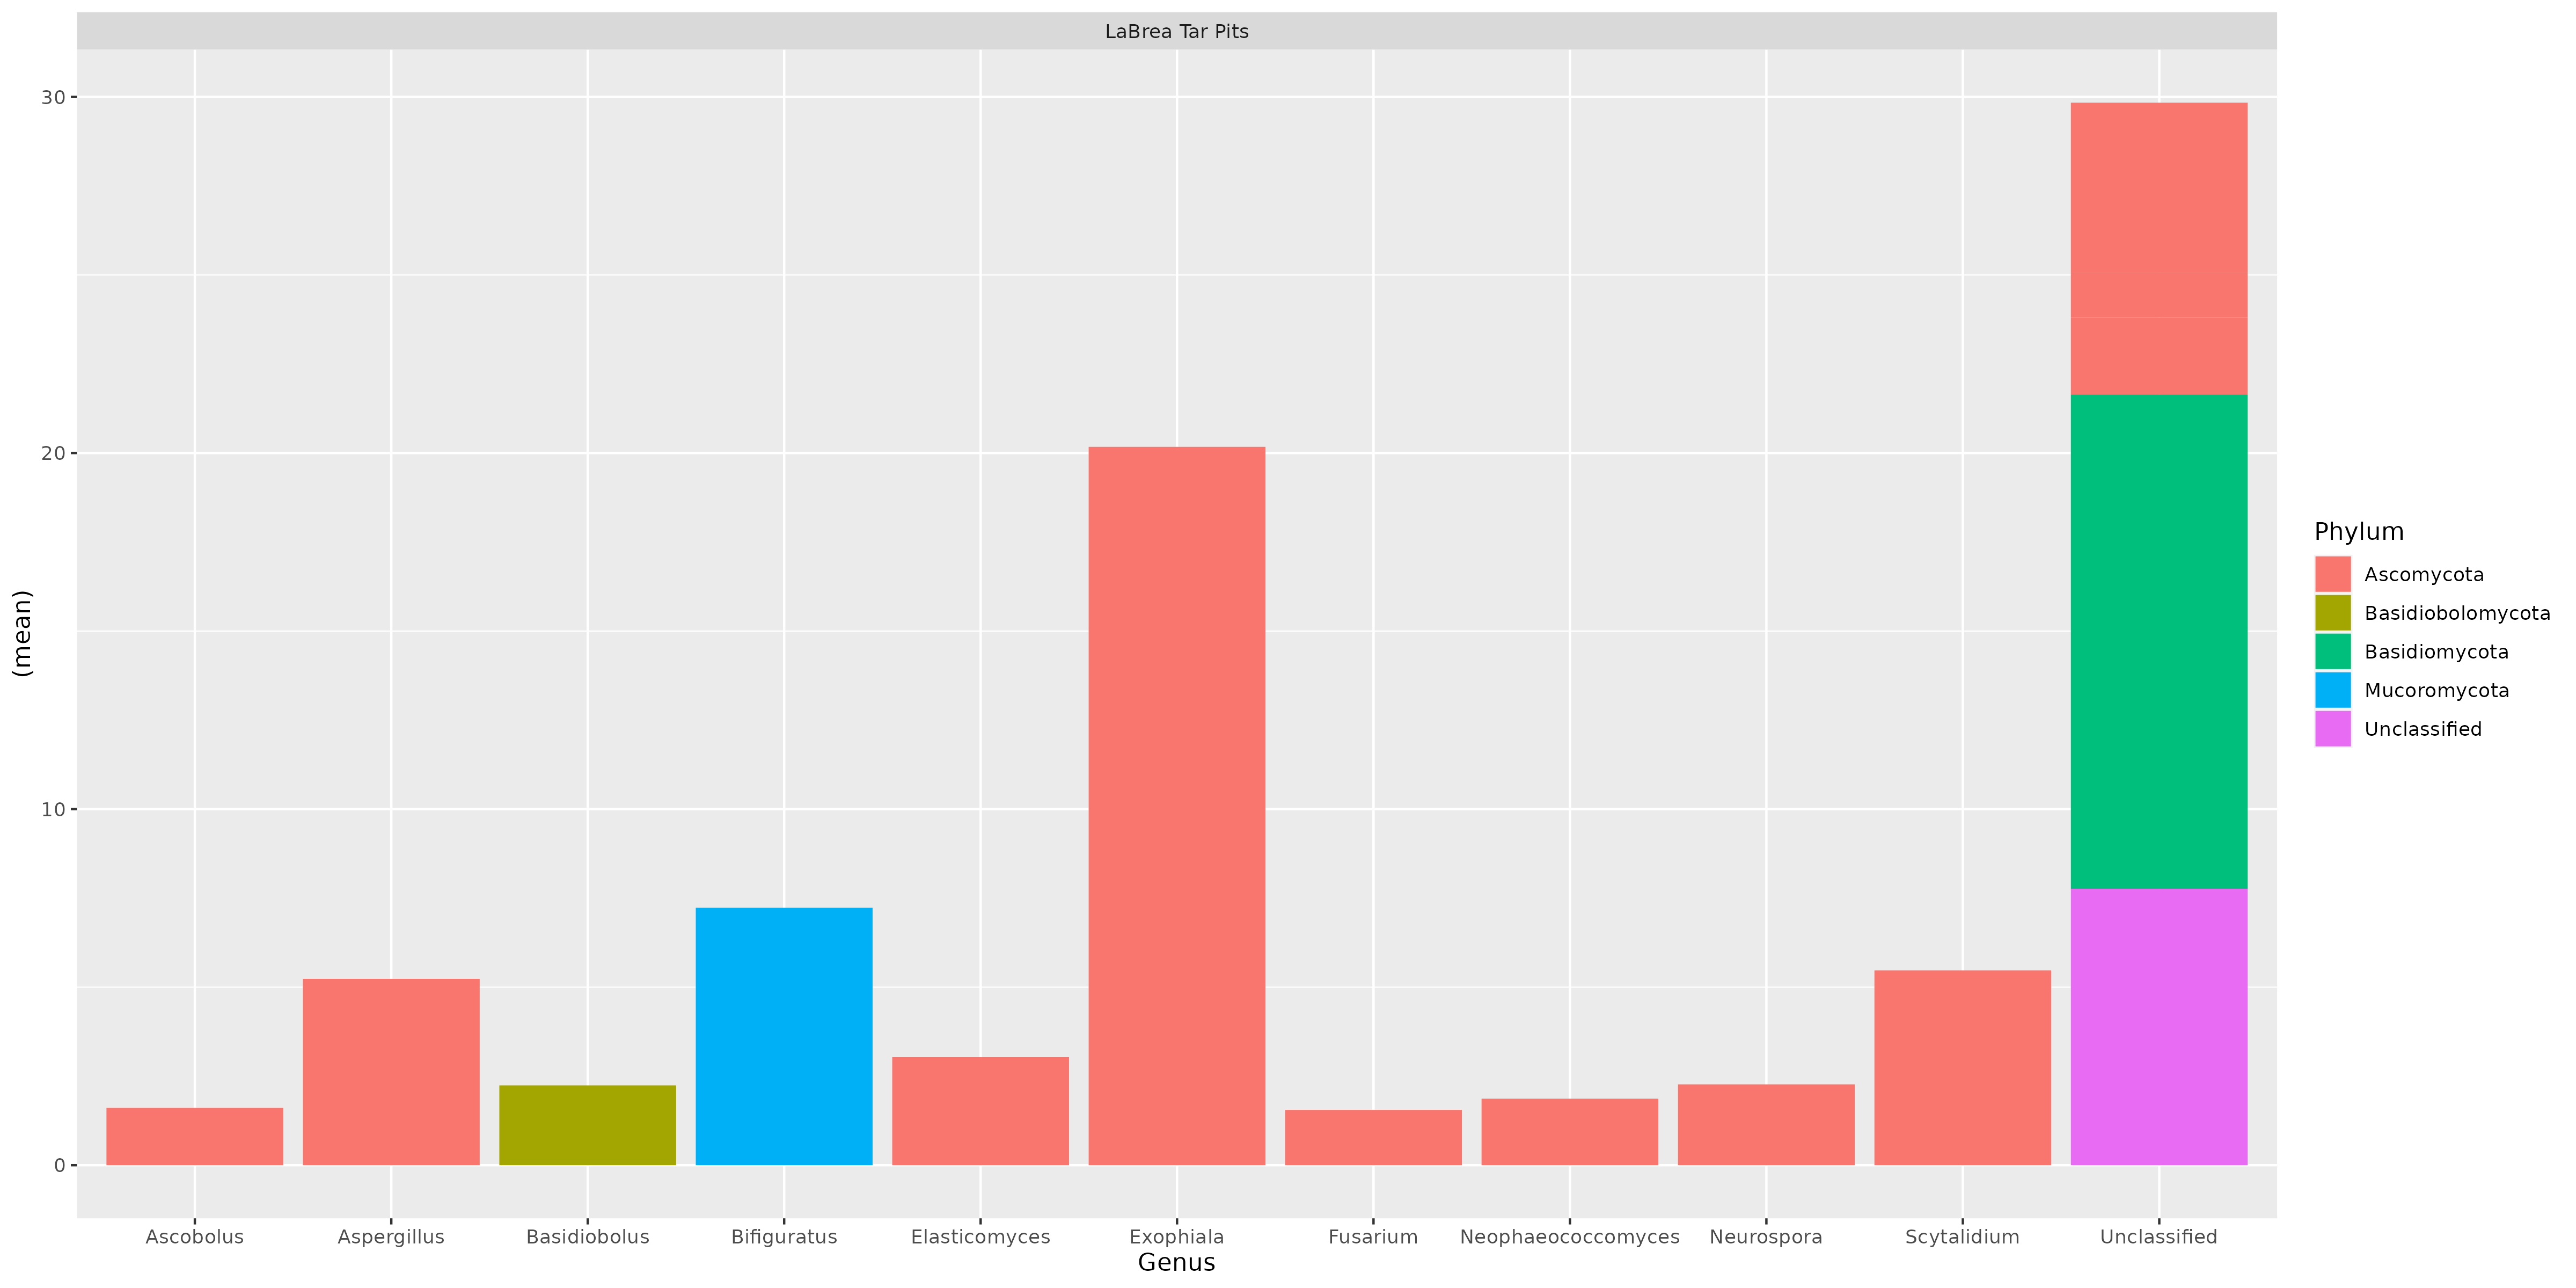 LaBrea Tar Pits
30
20
10
0
(mean)
Ascobolus Aspergillus Basidiobolus Bifiguratus Elasticomyces Exophiala Fusarium Neophaeococcomyces Neurospora Scytalidium Unclassified
Genus
Phylum
Ascomycota
Basidiobolomycota
Basidiomycota
Mucoromycota
Unclassified